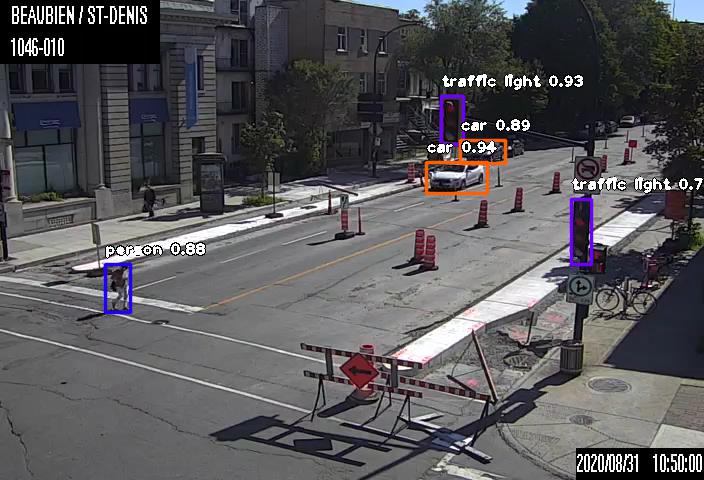 BEAUBIEN / ST-DENIS
1046-010
traffic light 0.93
car 0.89
car 0.94
traffic light 0.7
person 0.88
2020/08/31 10:50:00